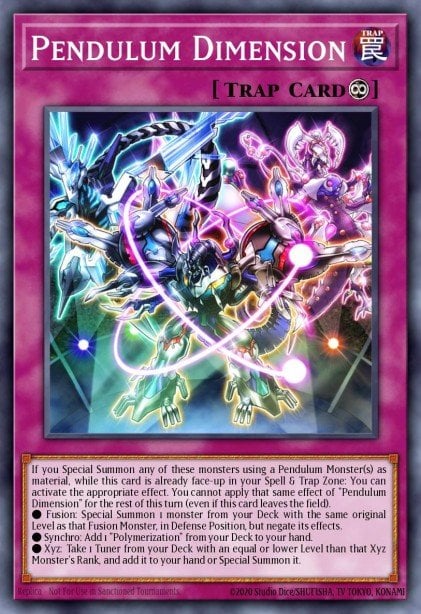 PENDULUM DIMENSION
TRAP
罠
[TRAP CARD♾]
If you Special Summon any of these monsters using a Pendulum Monster(s) as
material, while this card is already face-up in your Spell & Trap Zone: You can
activate the appropriate effect. You cannot apply that same effect of "Pendulum
Dimension" for the rest of this turn (even if this card leaves the field).
● Fusion: Special Summon 1 monster from your Deck with the same original
Level as that Fusion Monster, in Defense Position, but negate its effects.
● Synchro: Add 1 "Polymerization" from your Deck to your hand.
● Xyz: Take 1 Tuner from your Deck with an equal or lower Level than that Xyz
Monster's Rank, and add it to your hand or Special Summon it.
Replica - Not For Use in Sanctioned Tournaments
©2020 Studio Dice/SHUEISHA, TV TOKYO, KONAMI